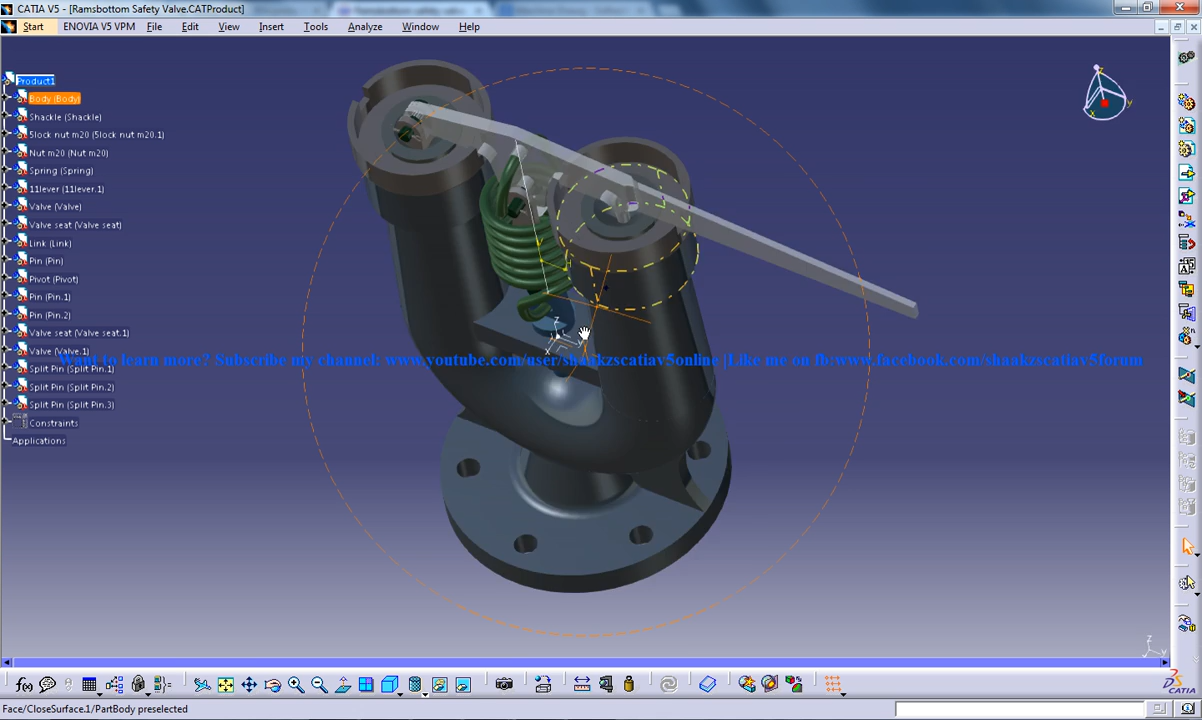 CATIA V5 - [Ramsbottom Safety Valve.CATProduct]
Start ENOVIA V5 VPM File Edit View Insert Tools Analyze Window Help
Product1
Body (Body)
Shackle (Shackle)
5lock nut m20 (5lock nut m20.1)
Nut m20 (Nut m20)
Spring (Spring)
11lever (11lever.1)
Valve (Valve)
Valve seat (Valve seat)
Link (Link)
Pin (Pin)
Pivot (Pivot)
Pin (Pin.1)
Pin (Pin.2)
Valve seat (Valve seat.1)
Valve (Valve.1)
Want to learn more? Subscribe my channel: www.youtube.com/user/shaakzscatiav5online |Like me on fb:www.facebook.com/shaakzscatiav5forum
Split Pin (Split Pin.1)
Split Pin (Split Pin.2)
Split Pin (Split Pin.3)
Constraints
Applications
Face/CloseSurface.1/PartBody preselected
CATIA